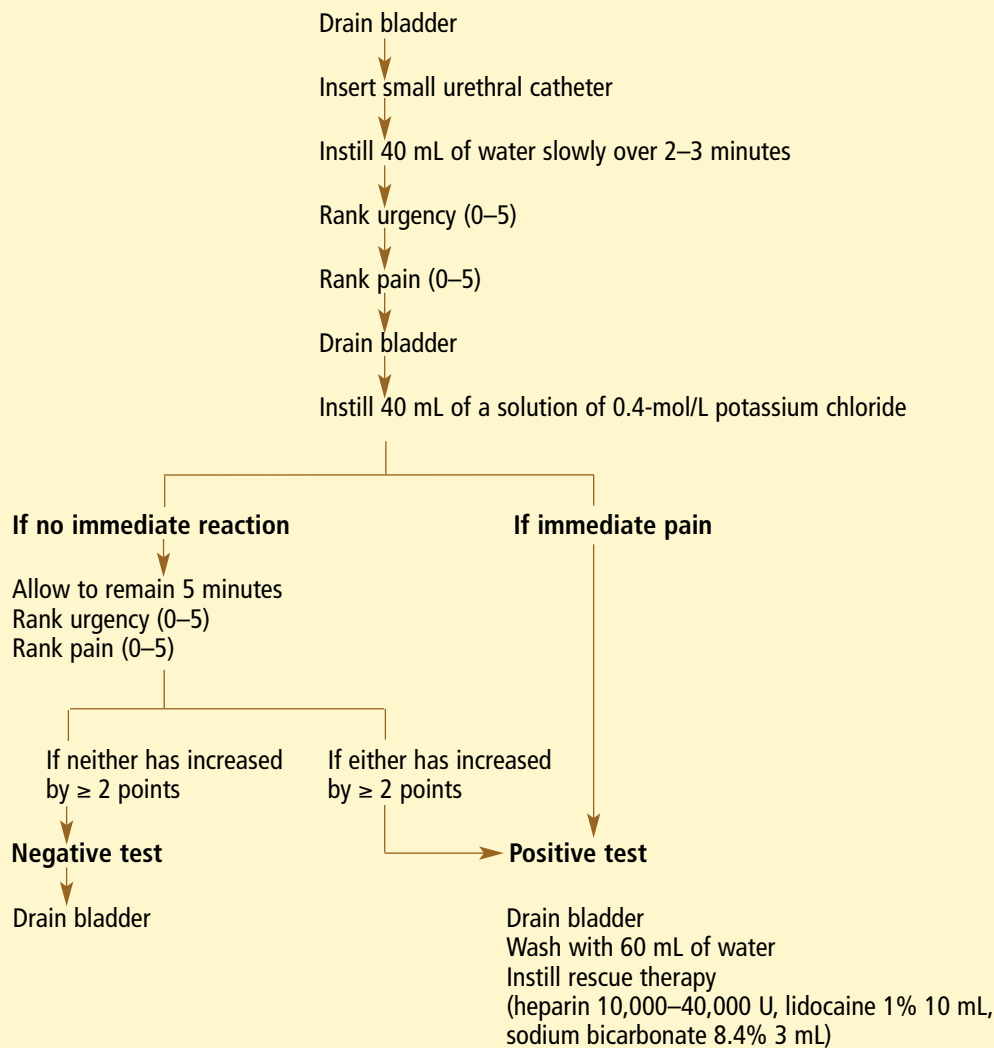 Drain bladder
Insert small urethral catheter
Instill 40 mL of water slowly over 2–3 minutes
Rank urgency (0–5)
Rank pain (0–5)
Drain bladder
Instill 40 mL of a solution of 0.4-mol/L potassium chloride
If no immediate reaction
Allow to remain 5 minutes
Rank urgency (0–5)
Rank pain (0–5)
If neither has increased
by ≥ 2 points
Negative test
Drain bladder
If either has increased
by ≥ 2 points
If immediate pain
Positive test
Drain bladder
Wash with 60 mL of water
Instill rescue therapy
(heparin 10,000–40,000 U, lidocaine 1% 10 mL,
sodium bicarbonate 8.4% 3 mL)